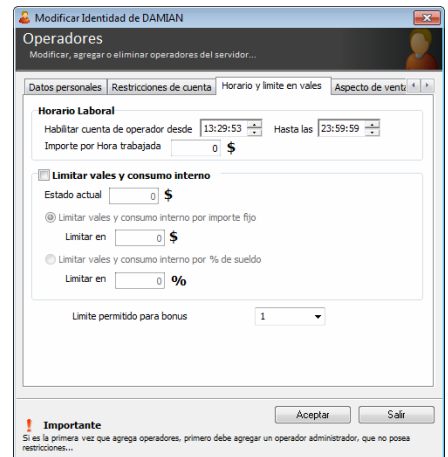 Modificar Identidad de DAMIAN
Operadores
Modificar, agregar o eliminar operadores del servidor...
Datos personales Restricciones de cuenta Horario y limite en vales Aspecto de venta
Horario Laboral
Habilitar cuenta de operador desde 13:29:53 Hasta las 23:59:59
Importe por Hora trabajada 0 $
Limitar vales y consumo interno
Estado actual 0 $
Limitar vales y consumo interno por importe fijo
Limitar en 0 $
Limitar vales y consumo interno por % de sueldo
Limitar en 0 %
Limite permitido para bonus 1
Aceptar Salir
! Importante
Si es la primera vez que agrega operadores, primero debe agregar un operador administrador, que no posea
restricciones...